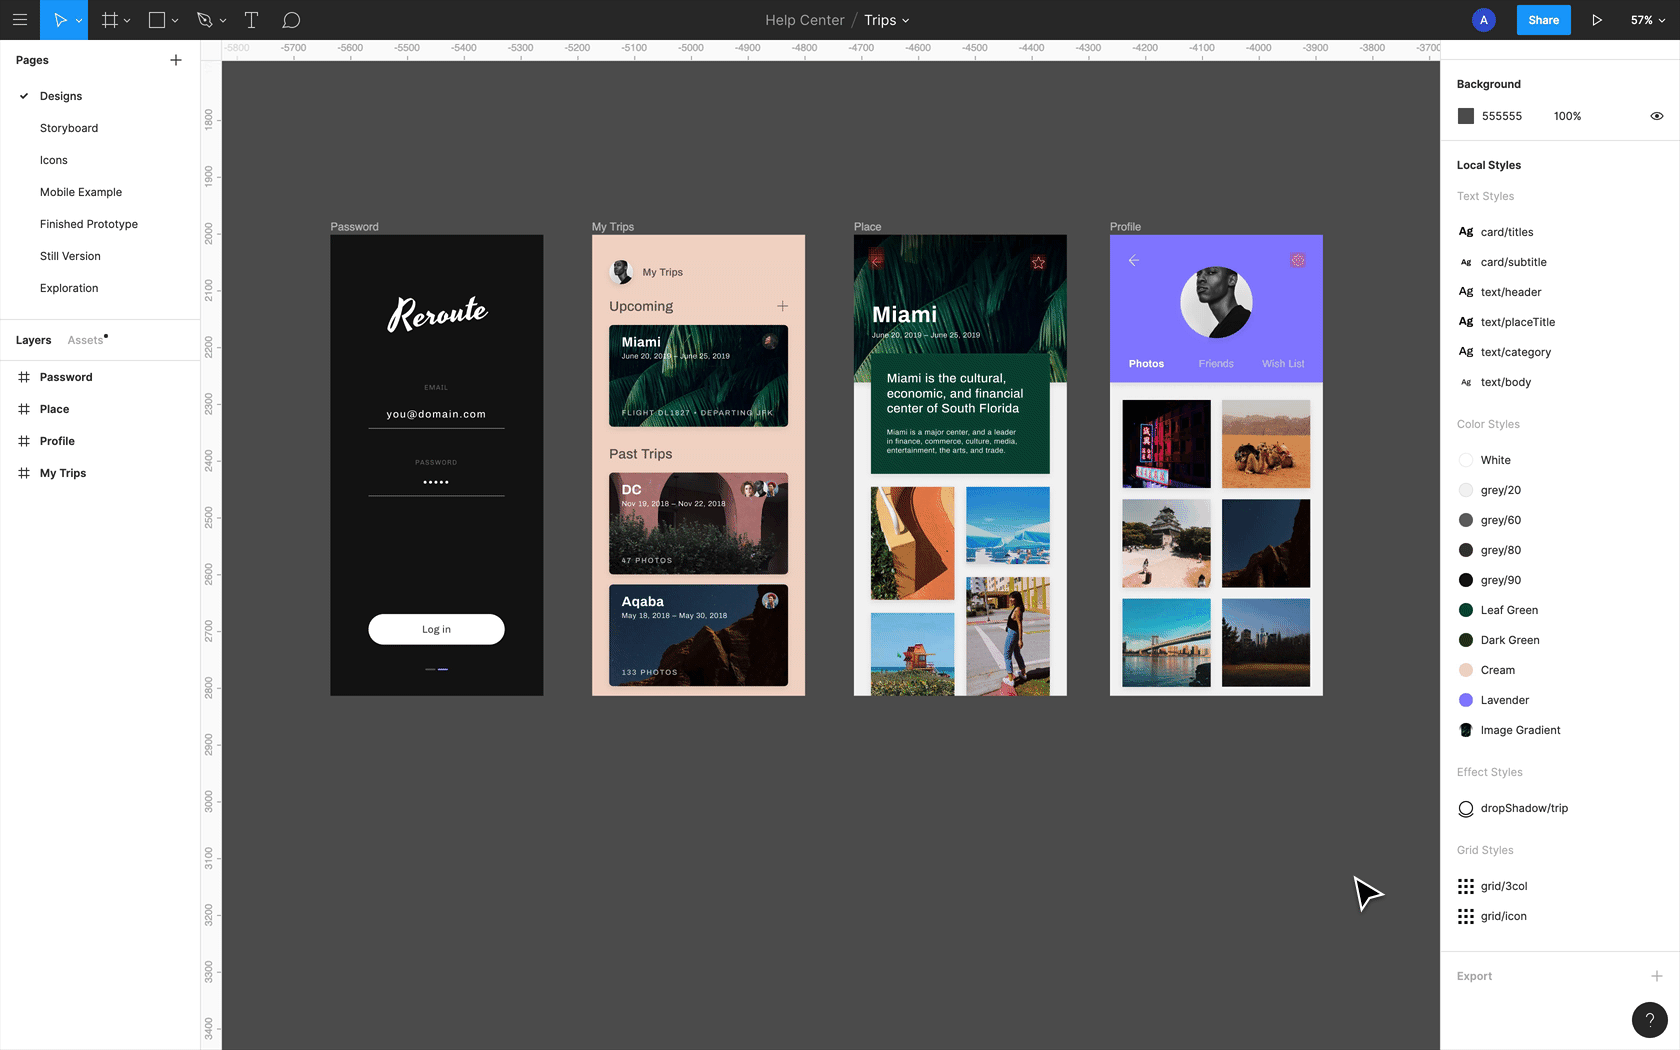 Help Center / Trips
A
Share
57%
Pages
Designs
Storyboard
Icons
Mobile Example
Finished Prototype
Still Version
Exploration
Layers
Assets
Password
Place
Profile
My Trips
-5800 -5700 -5600 -5500 -5400 -5300 -5200 -5100 -5000 -4900 -4800 -4700 -4600 -4500 -4400 -4300 -4200 -4100 -4000 -3900 -3800 -3700
1800
1900
2000
2100
2200
2300
2400
2500
2600
2700
2800
2900
3000
3100
3200
3300
3400
Password
Reroute
EMAIL
you@domain.com
PASSWORD
•••••
Log in
My Trips
My Trips
Upcoming
Miami
June 20, 2019 – June 25, 2019
FLIGHT DL1827 • DEPARTING JFK
Past Trips
DC
Nov 19, 2018 – Nov 22, 2018
47 PHOTOS
Aqaba
May 18, 2018 – May 30, 2018
133 PHOTOS
Place
Miami
June 20, 2019 – June 25, 2019
Miami is the cultural,
economic, and financial
center of South Florida
Miami is a major center, and a leader
in finance, commerce, culture, media,
entertainment, the arts, and trade.
Profile
Photos
Friends
Wish List
Background
555555 100%
Local Styles
Text Styles
Ag card/titles
Ag card/subtitle
Ag text/header
Ag text/placeTitle
Ag text/category
Ag text/body
Color Styles
White
grey/20
grey/60
grey/80
grey/90
Leaf Green
Dark Green
Cream
Lavender
Image Gradient
Effect Styles
dropShadow/trip
Grid Styles
grid/3col
grid/icon
Export
?